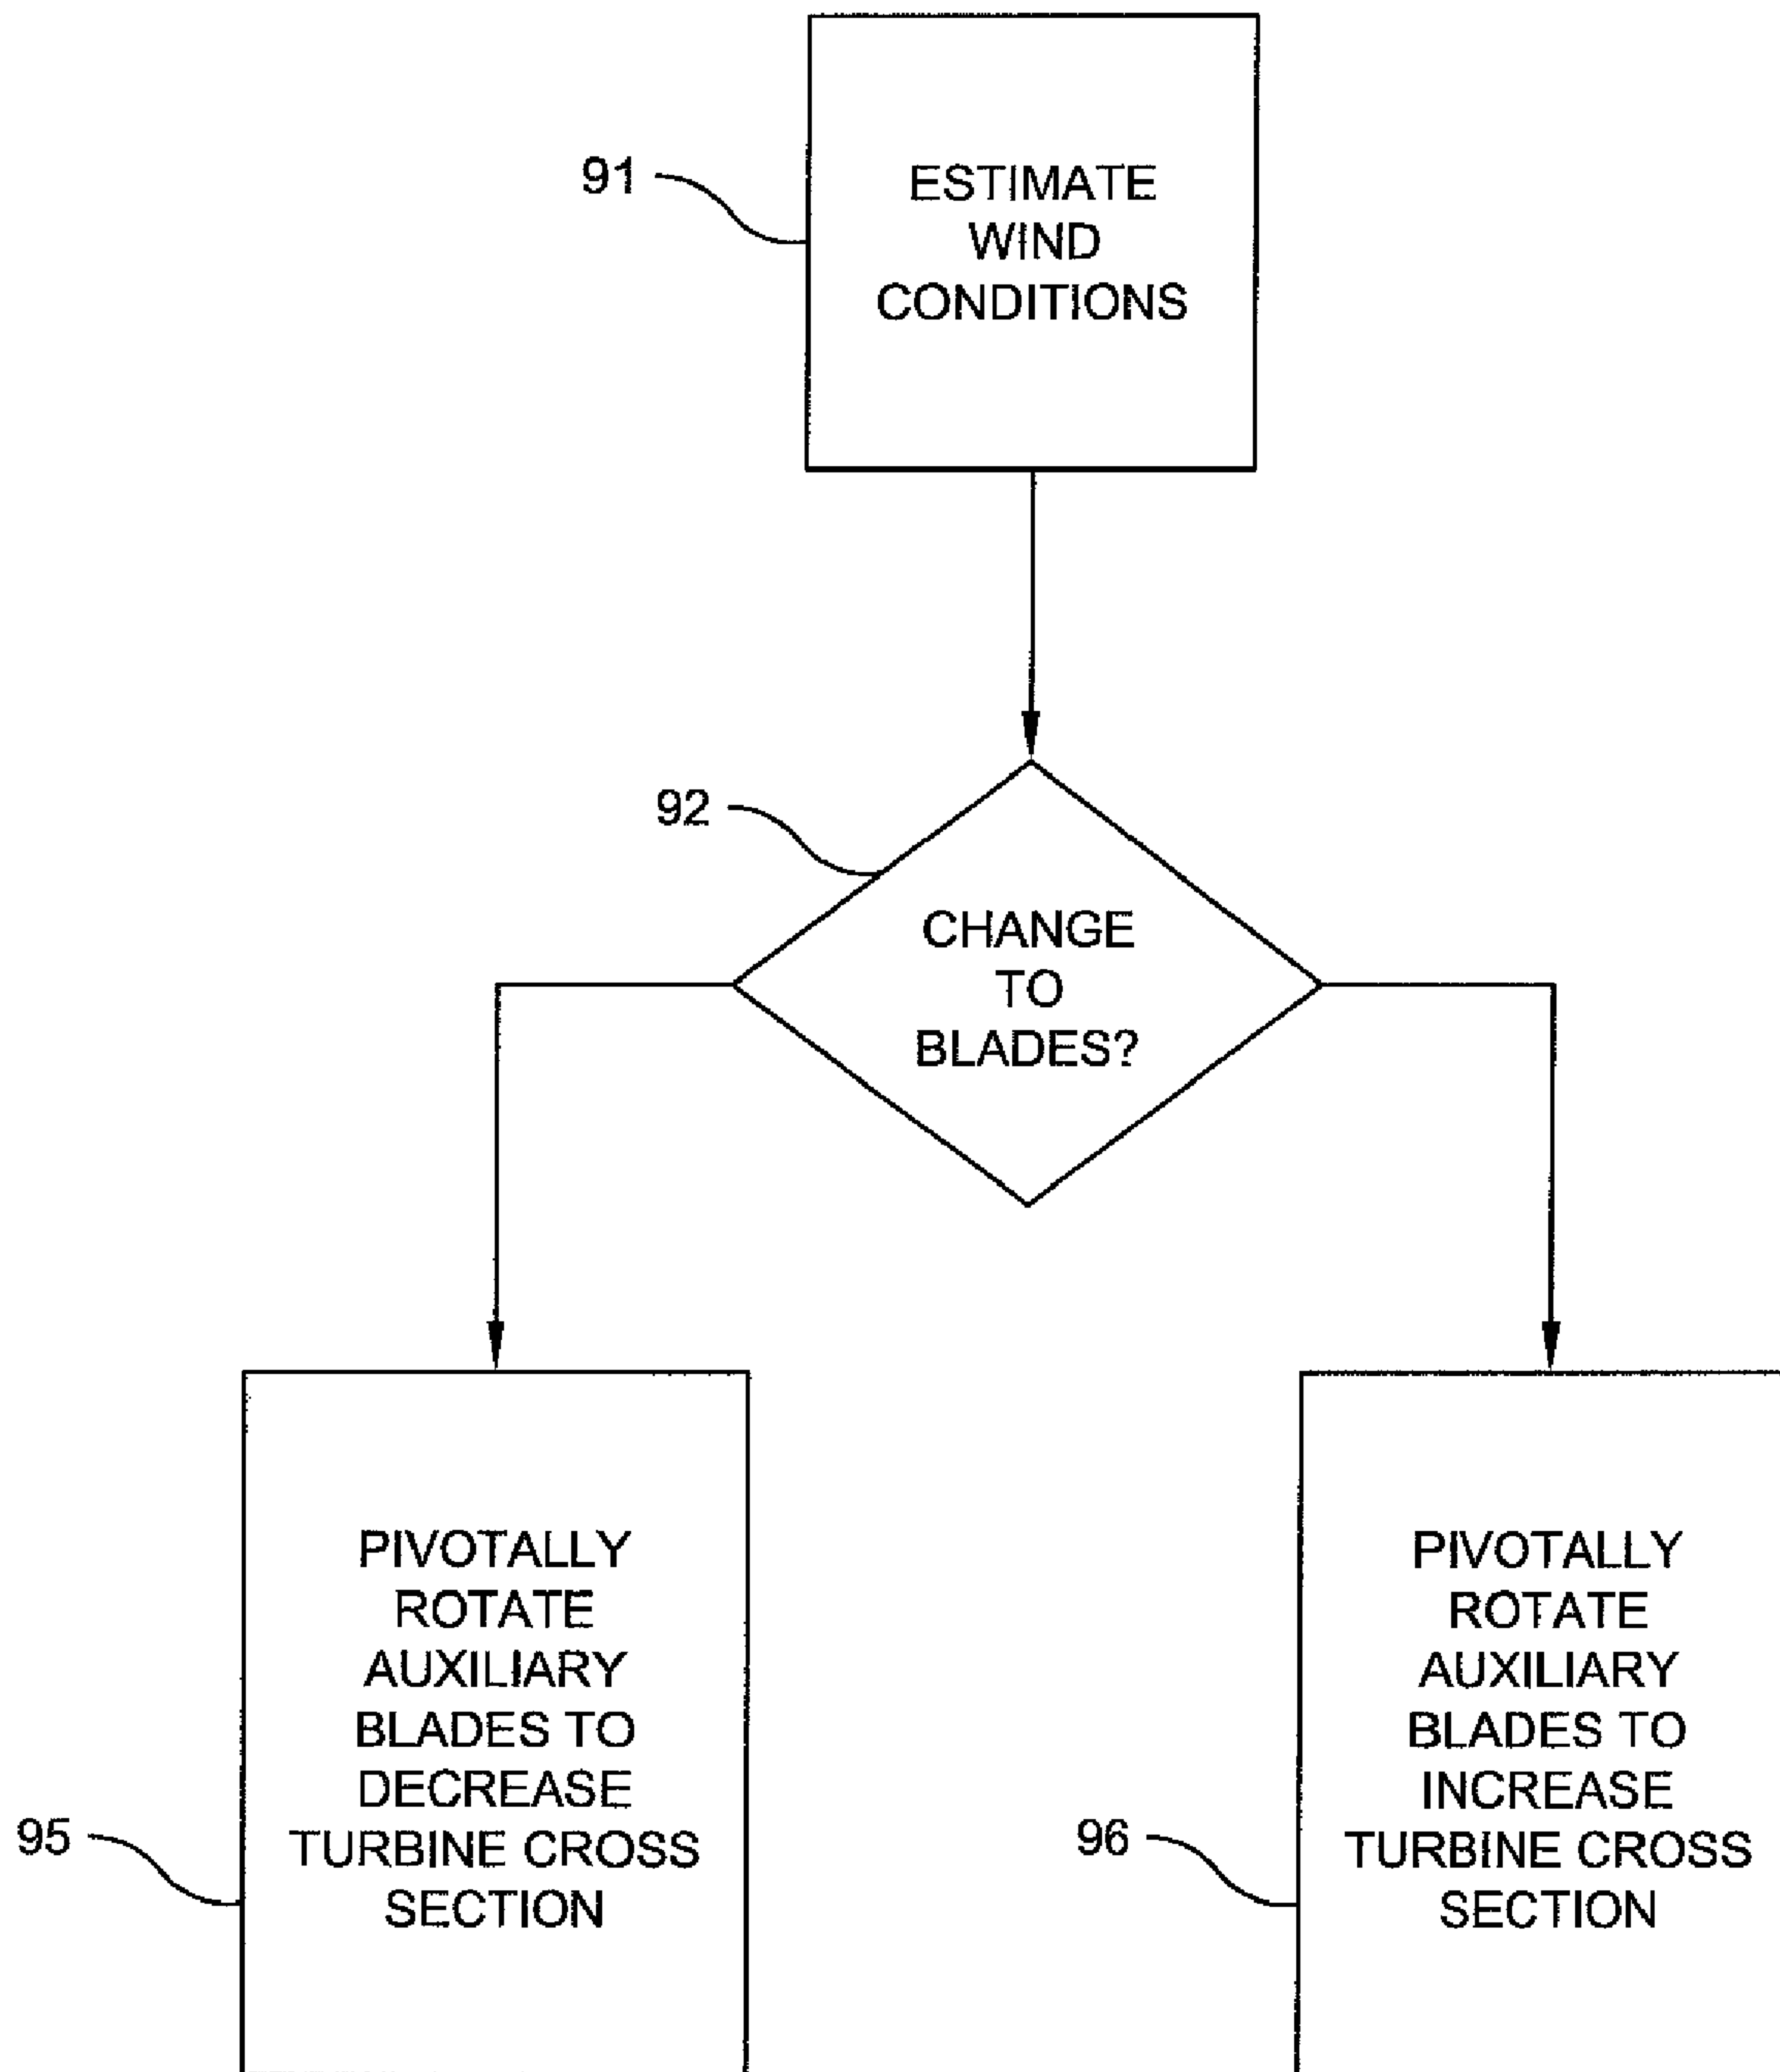 91
ESTIMATE
WIND
CONDITIONS
92
CHANGE
TO
BLADES?
95
PIVOTALLY
ROTATE
AUXILIARY
BLADES TO
DECREASE
TURBINE CROSS
SECTION
96
PIVOTALLY
ROTATE
AUXILIARY
BLADES TO
INCREASE
TURBINE CROSS
SECTION